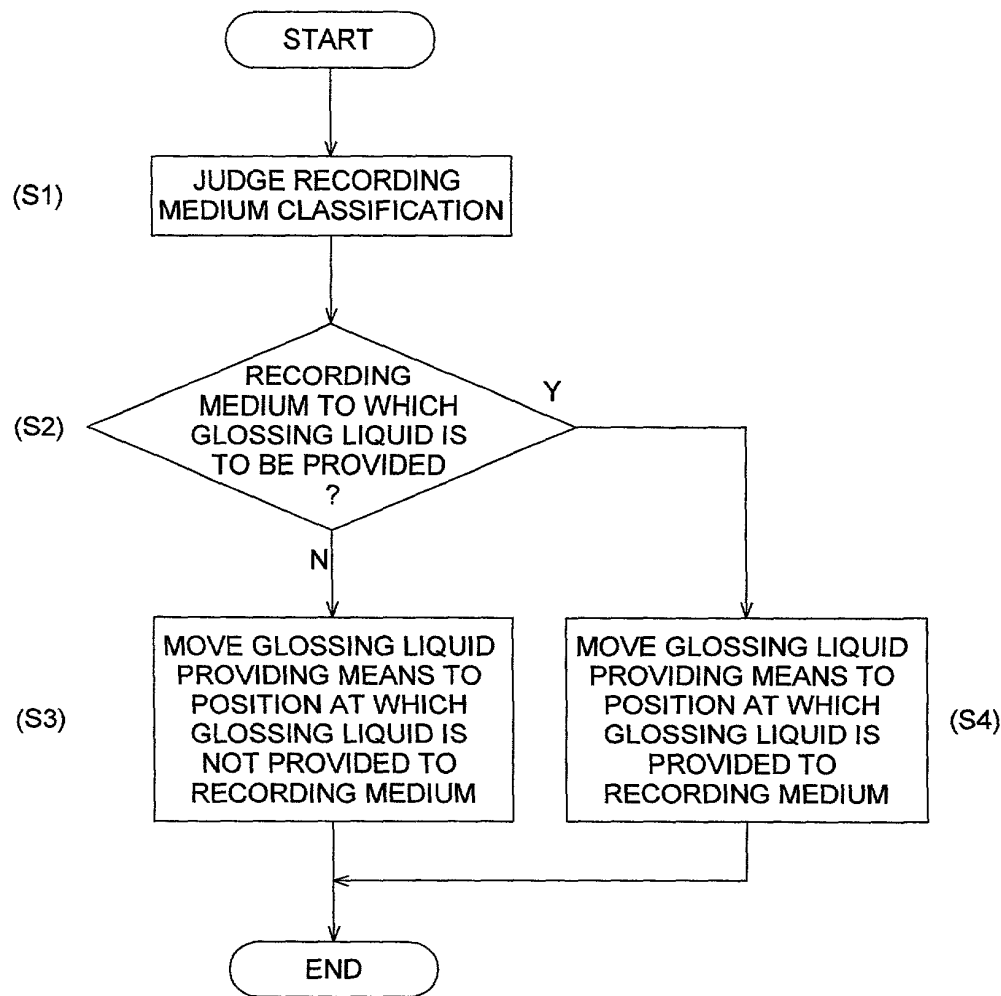 START
(S1)
JUDGE RECORDING
MEDIUM CLASSIFICATION
(S2)
RECORDING
MEDIUM TO WHICH
GLOSSING LIQUID IS
TO BE PROVIDED
?
Y
N
(S3)
MOVE GLOSSING LIQUID
PROVIDING MEANS TO
POSITION AT WHICH
GLOSSING LIQUID IS
NOT PROVIDED TO
RECORDING MEDIUM
MOVE GLOSSING LIQUID
PROVIDING MEANS TO
POSITION AT WHICH
GLOSSING LIQUID IS
PROVIDED TO
RECORDING MEDIUM
(S4)
END